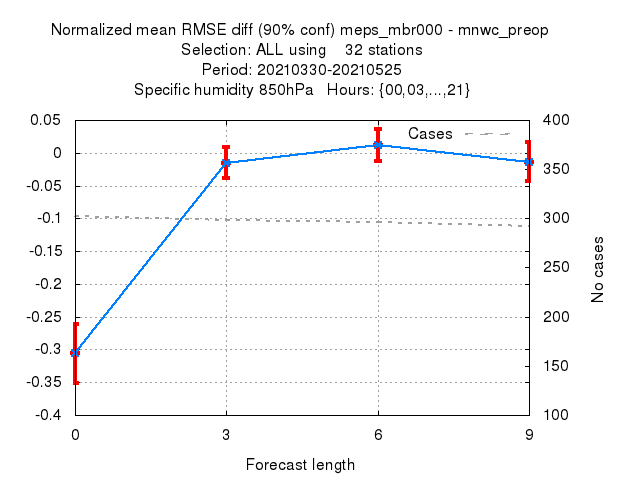 Normalized mean RMSE diff (90% conf) meps_mbr000 - mnwc_preop
Selection: ALL using 32 stations
Period: 20210330-20210525
Specific humidity 850hPa Hours: {00,03,...,21}
0.05
0
-0.05
-0.1
-0.15
-0.2
-0.25
-0.3
-0.35
-0.4
Cases
400
350
300
250
200
150
100
No cases
0 3 6 9
Forecast length